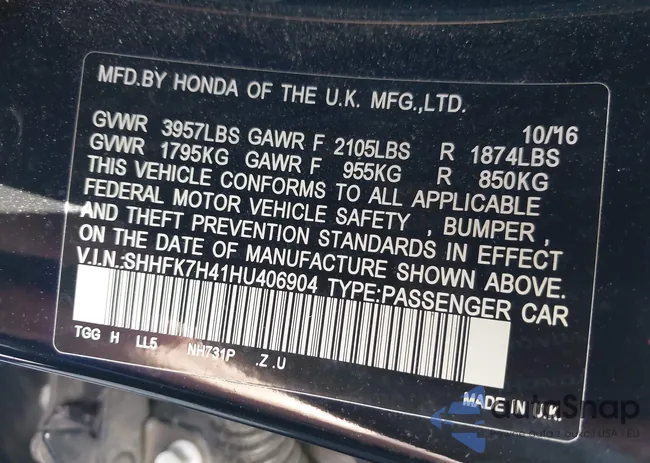 MFD.BY HONDA OF THE U.K. MFG.,LTD.
10/'16
GVWR 3957LBS GAWR F 2105LBS R 1874LBS
GVWR 1795KG GAWR F 955KG R 850KG
THIS VEHICLE CONFORMS TO ALL APPLICABLE
FEDERAL MOTOR VEHICLE SAFETY , BUMPER ,
AND THEFT PREVENTION STANDARDS IN EFFECT
ON THE DATE OF MANUFACTURE SHOWN ABOVE.
V.I.N.:SHHFK7H41HU406904 TYPE:PASSENGER CAR
TGG H LL5 NH731P .Z.U
MADE IN U.K.
AutoSnap